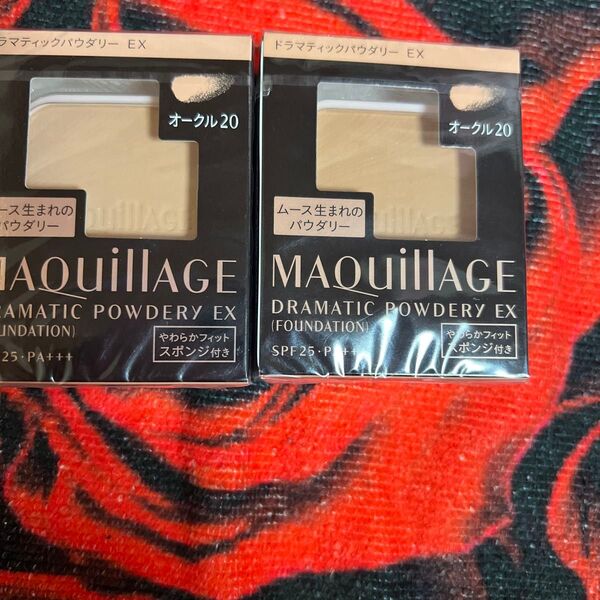 ラマティックパウダリー EX
オークル20
ース生まれの
パウダリー
quillAGE
MAQuillAGE
RAMATIC POWDERY EX
UNDATION)
やわらかフィット
スポンジ付き
25・PA+++
ドラマティックパウダリー EX
オークル20
ムース生まれの
パウダリー
quillAGE
MAQuillAGE
DRAMATIC POWDERY EX
(FOUNDATION)
やわらかフィット
スポンジ付き
SPF25・PA+++